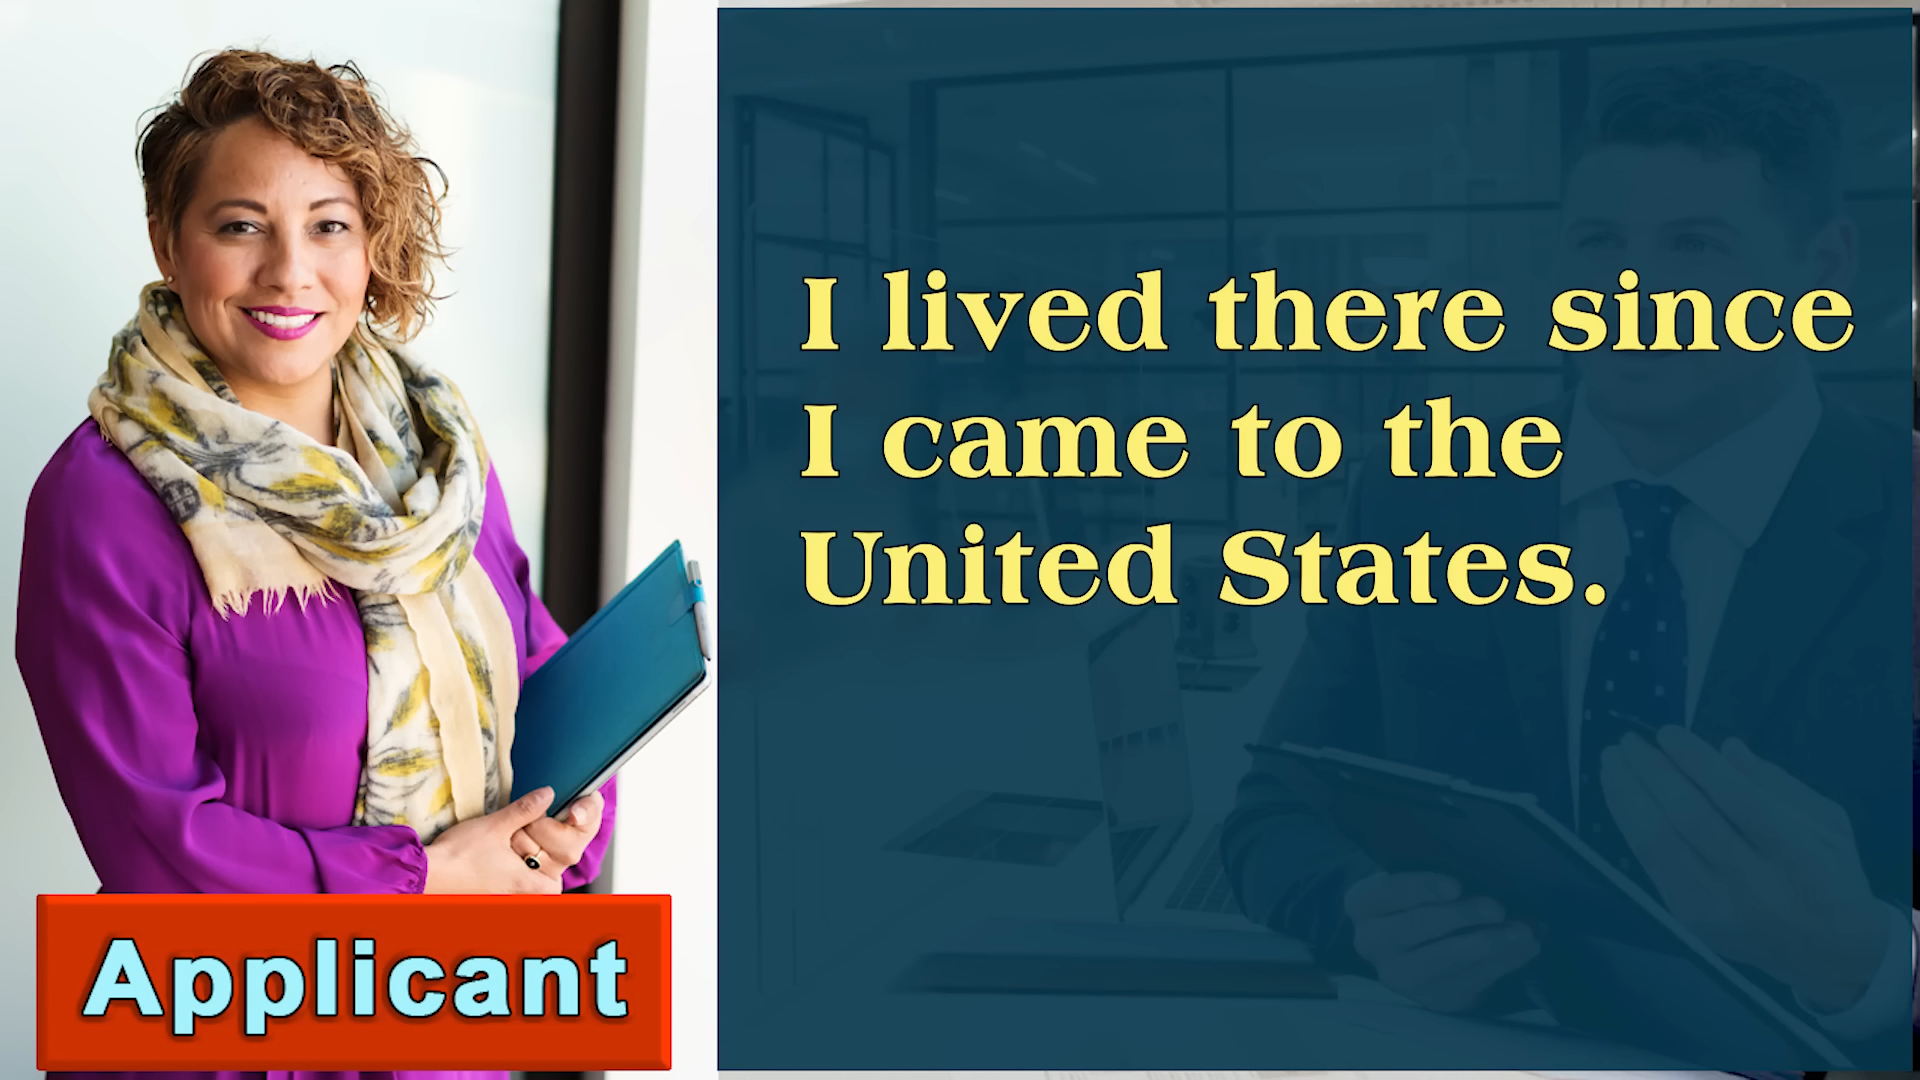 I lived there since
I came to the
United States.
Applicant